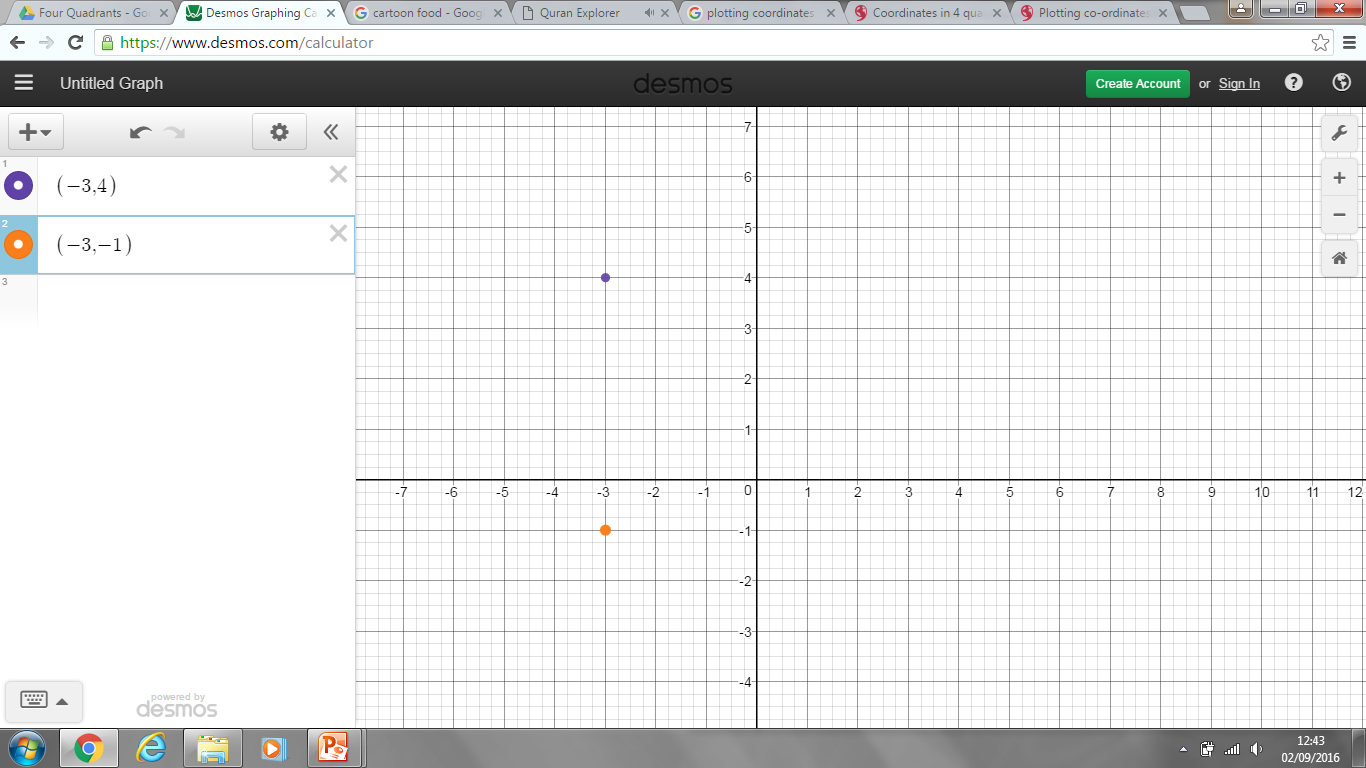 Four Quadrants - Goo
Desmos Graphing Ca
cartoon food - Goog
Quran Explorer
plotting coordinates
Coordinates in 4 qua
Plotting co-ordinates
https://www.desmos.com/calculator
Untitled Graph
desmos
Create Account or Sign In ?
1
(−3,4)
2
(−3,−1)
3
7
6
5
4
3
2
1
-7 -6 -5 -4 -3 -2 -1 0 1 2 3 4 5 6 7 8 9 10 11 12
-1
-2
-3
-4
powered by
desmos
12:43
02/09/2016